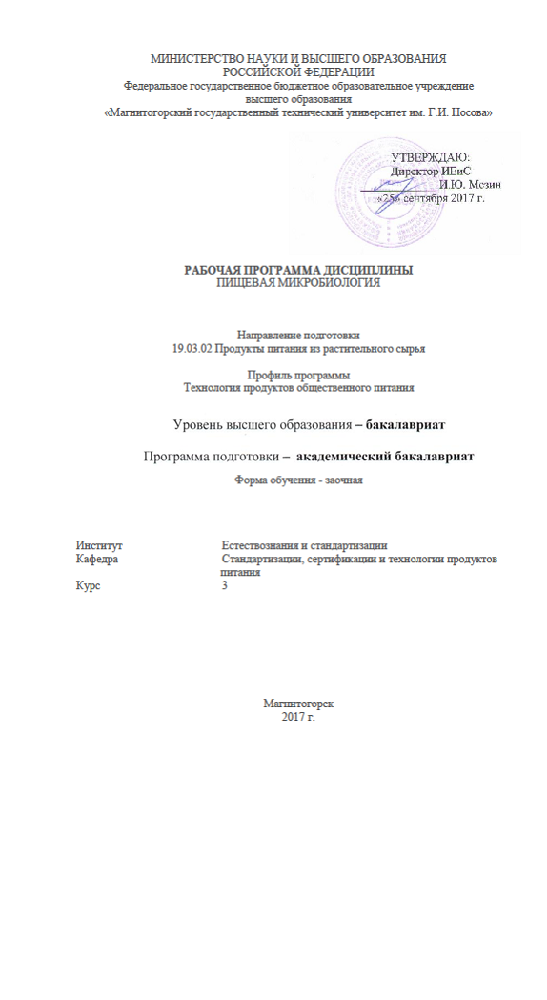 МИНИСТЕРСТВО НАУКИ И ВЫСШЕГО ОБРАЗОВАНИЯ
РОССИЙСКОЙ ФЕДЕРАЦИИ
Федеральное государственное бюджетное образовательное учреждение
высшего образования
«Магнитогорский государственный технический университет им. Г.И. Носова»
УТВЕРЖДАЮ:
Директор ИЕиС
И.Ю. Мезин
«25» сентября 2017 г.
РАБОЧАЯ ПРОГРАММА ДИСЦИПЛИНЫ
ПИЩЕВАЯ МИКРОБИОЛОГИЯ
Направление подготовки
19.03.02 Продукты питания из растительного сырья
Профиль программы
Технология продуктов общественного питания
Уровень высшего образования – бакалавриат
Программа подготовки – академический бакалавриат
Форма обучения - заочная
Институт Естествознания и стандартизации
Кафедра Стандартизации, сертификации и технологии продуктов
питания
Курс 3
Магнитогорск
2017 г.